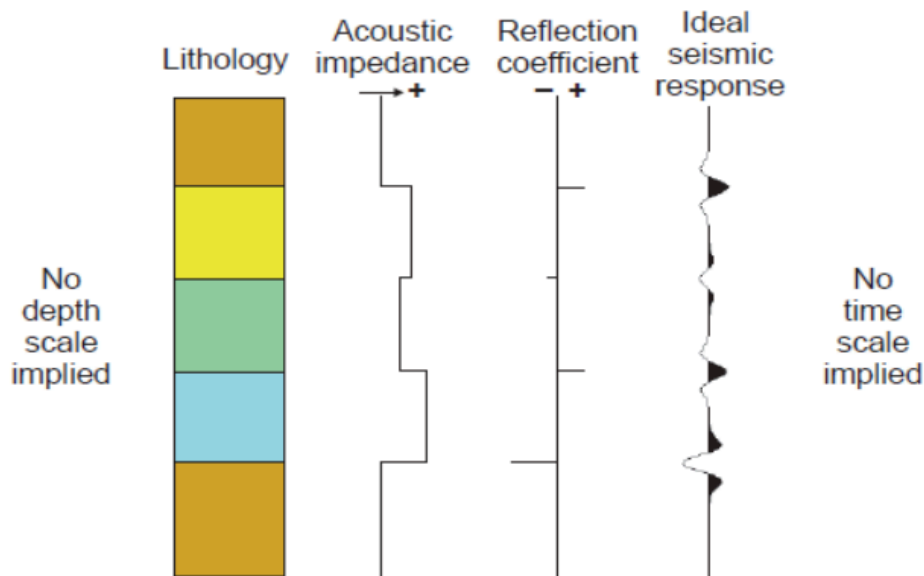 Lithology
Acoustic
impedance
+
Reflection
coefficient
− +
Ideal
seismic
response
No
depth
scale
implied
No
time
scale
implied